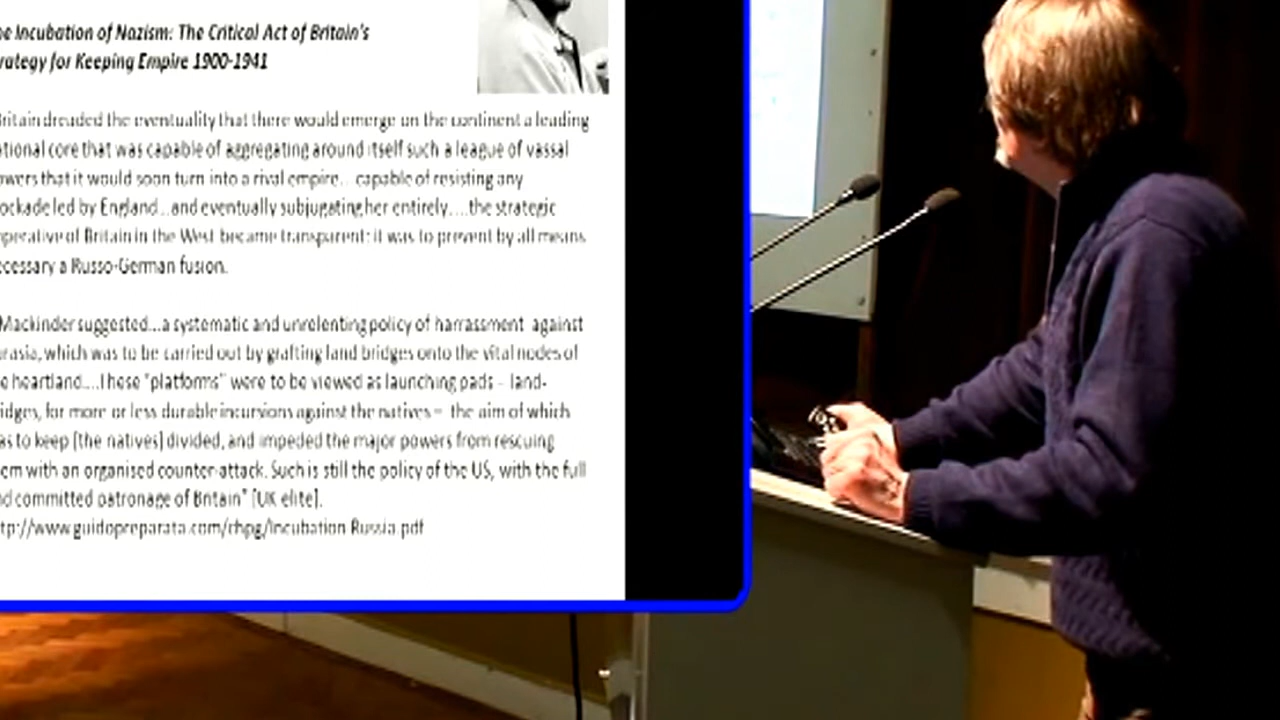 he Incubation of Nazism: The Critical Act of Britain's
rategy for Keeping Empire 1900-1941
Britain dreaded the eventuality that there would emerge on the continent a leading
ational core that was capable of aggregating around itself such a league of vassal
owers that it would soon turn into a rival empire... capable of resisting any
ockade led by England...and eventually subjugating her entirely....the strategic
perative of Britain in the West became transparent: it was to prevent by all means
ecessary a Russo-German fusion.
Mackinder suggested...a systematic and unrelenting policy of harrassment against
urasia, which was to be carried out by grafting land bridges onto the vital nodes of
e heartland....These "platforms" were to be viewed as launching pads – land-
idges, for more or less durable incursions against the natives – the aim of which
as to keep [the natives] divided, and impeded the major powers from rescuing
em with an organised counter-attack. Such is still the policy of the US, with the full
nd committed patronage of Britain" [UK elite].
tp://www.guidopreparata.com/rhpg/Incubation-Russia.pdf